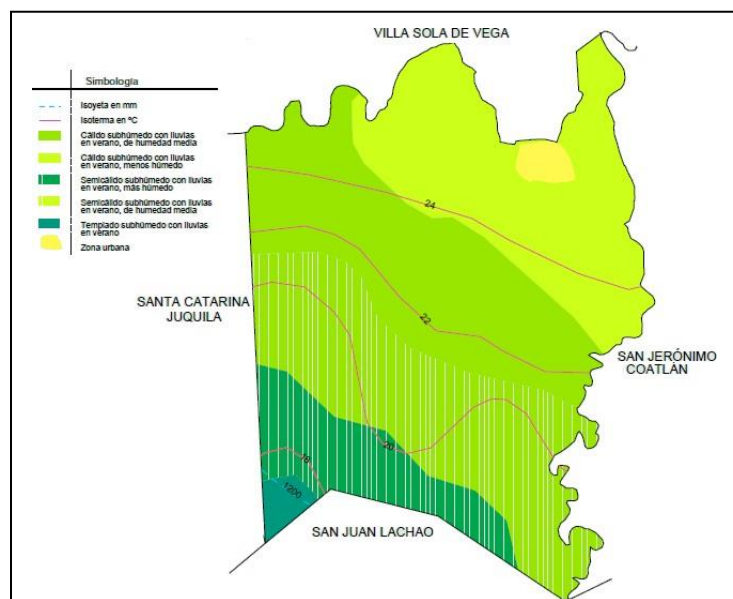 VILLA SOLA DE VEGA
Simbología
Isoyeta en mm
Isoterma en °C
Cálido subhúmedo con lluvias
en verano, de humedad media
Cálido subhúmedo con lluvias
en verano, menos húmedo
Semicálido subhúmedo con lluvias
en verano, más húmedo
Semicálido subhúmedo con lluvias
en verano, de humedad media
Templado subhúmedo con lluvias
en verano
Zona urbana
24
22
20
18
1200
SANTA CATARINA
JUQUILA
SAN JERÓNIMO
COATLÁN
SAN JUAN LACHAO